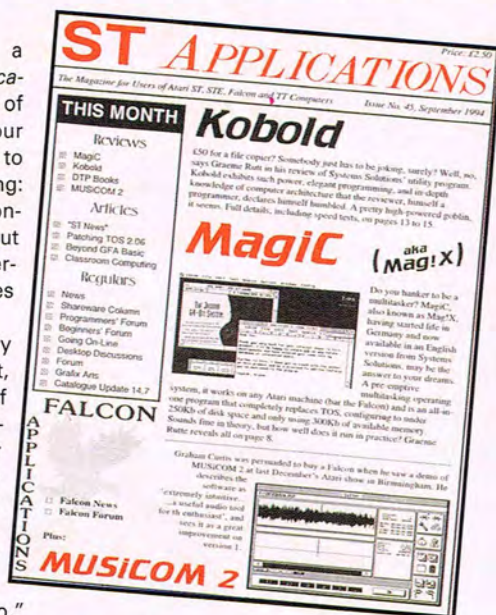 a
ca-
of
our
to
ng:
on-
out
er-
es
y
t,
f
o."
ST APPLICATIONS
Price: £2.50
The Magazine for Users of Atari ST, STE, Falcon and TT Computers
Issue No. 45, September 1994
THIS MONTH
Reviews
MagiC
Kobold
DTP Books
MUSiCOM 2
Articles
"ST News"
Patching TOS 2.06
Beyond GFA Basic
Classroom Computing
Regulars
News
Shareware Column
Programmers' Forum
Beginners' Forum
Going On-Line
Desktop Discussions
Forum
Grafix Arts
Catalogue Update 14.7
FALCON
APPLICATIONS
Falcon News
Falcon Forum
Plus:
MUSiCOM 2
Kobold
£50 for a file copier? Somebody just has to be joking, surely? Well, no,
says Graeme Rutt in his review of Systems Solutions' utility program.
Kobold exhibits such power, elegant programming, and in-depth
knowledge of computer architecture that the reviewer, himself a
programmer, declares himself humbled. A pretty high-powered goblin,
it seems. Full details, including speed tests, on pages 13 to 15.
MagiC
(aka Mag!X)
Do you hanker to be a
multitasker? MagiC,
also known as Mag!X,
having started life in
Germany and now
available in an English
version from Systems
Solutions, may be the
answer to your dreams.
A pre-emptive
multitasking operating
system, it works on any Atari machine (bar the Falcon) and is an all-in-
one program that completely replaces TOS, configuring to under
250Kb of disk space and only using 300Kb of available memory.
Sounds fine in theory, but how well does it run in practice? Graeme
Rutte reveals all on page 8.
Graham Curtis was persuaded to buy a Falcon when he saw a demo of
MUSiCOM 2 at last December's Atari show in Birmingham. He
describes the
software as
'extremely intuitive...
...a useful audio tool
for th enthusiast', and
sees it as a great
improvement on
version 1.